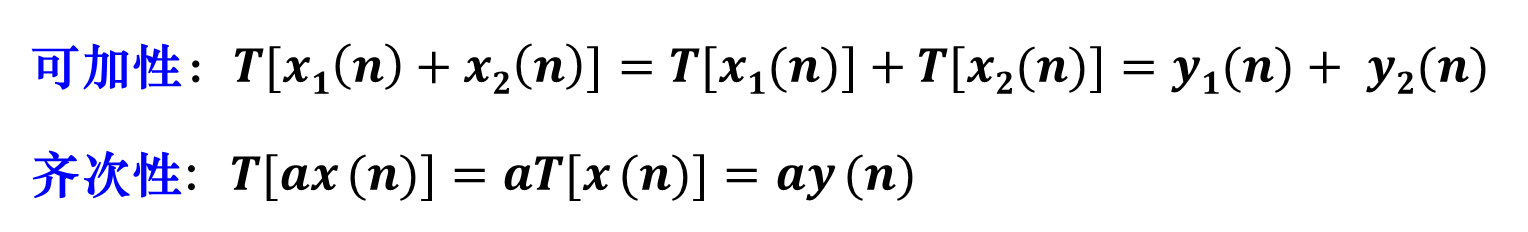 可加性：T[x₁(n) + x₂(n)] = T[x₁(n)] + T[x₂(n)] = y₁(n) + y₂(n)
齐次性：T[ax(n)] = aT[x(n)] = ay(n)